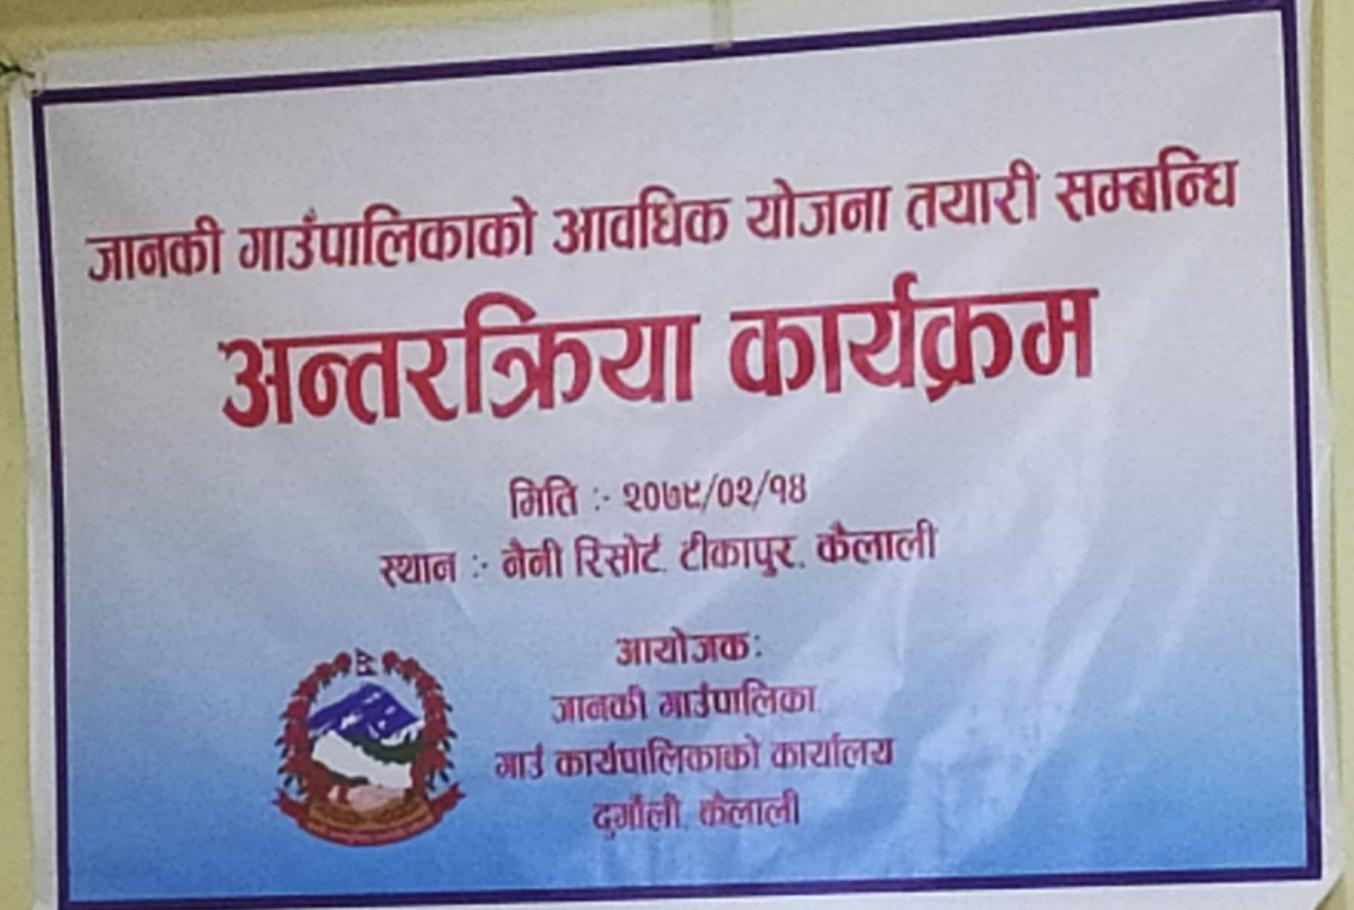 जानकी गाउँपालिकाको आवधिक योजना तयारी सम्बन्धि
अन्तरक्रिया कार्यक्रम
मिति :- २०७९/०२/१४
स्थान :- नैनी रिसोर्ट, टीकापुर, कैलाली
आयोजक:
जानकी गाउँपालिका
गाउँ कार्यपालिकाको कार्यालय
दुर्गौली, कैलाली